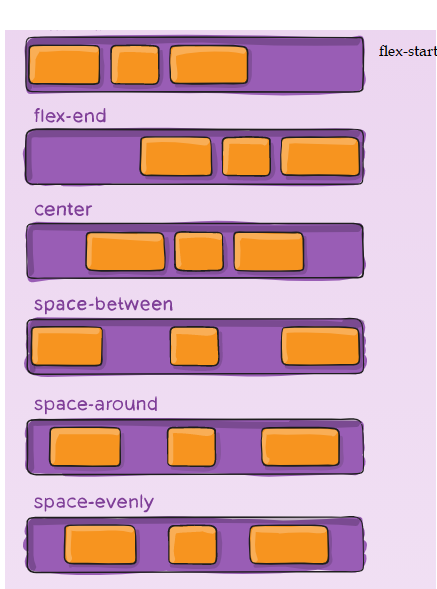 flex-start
flex-end
center
space-between
space-around
space-evenly